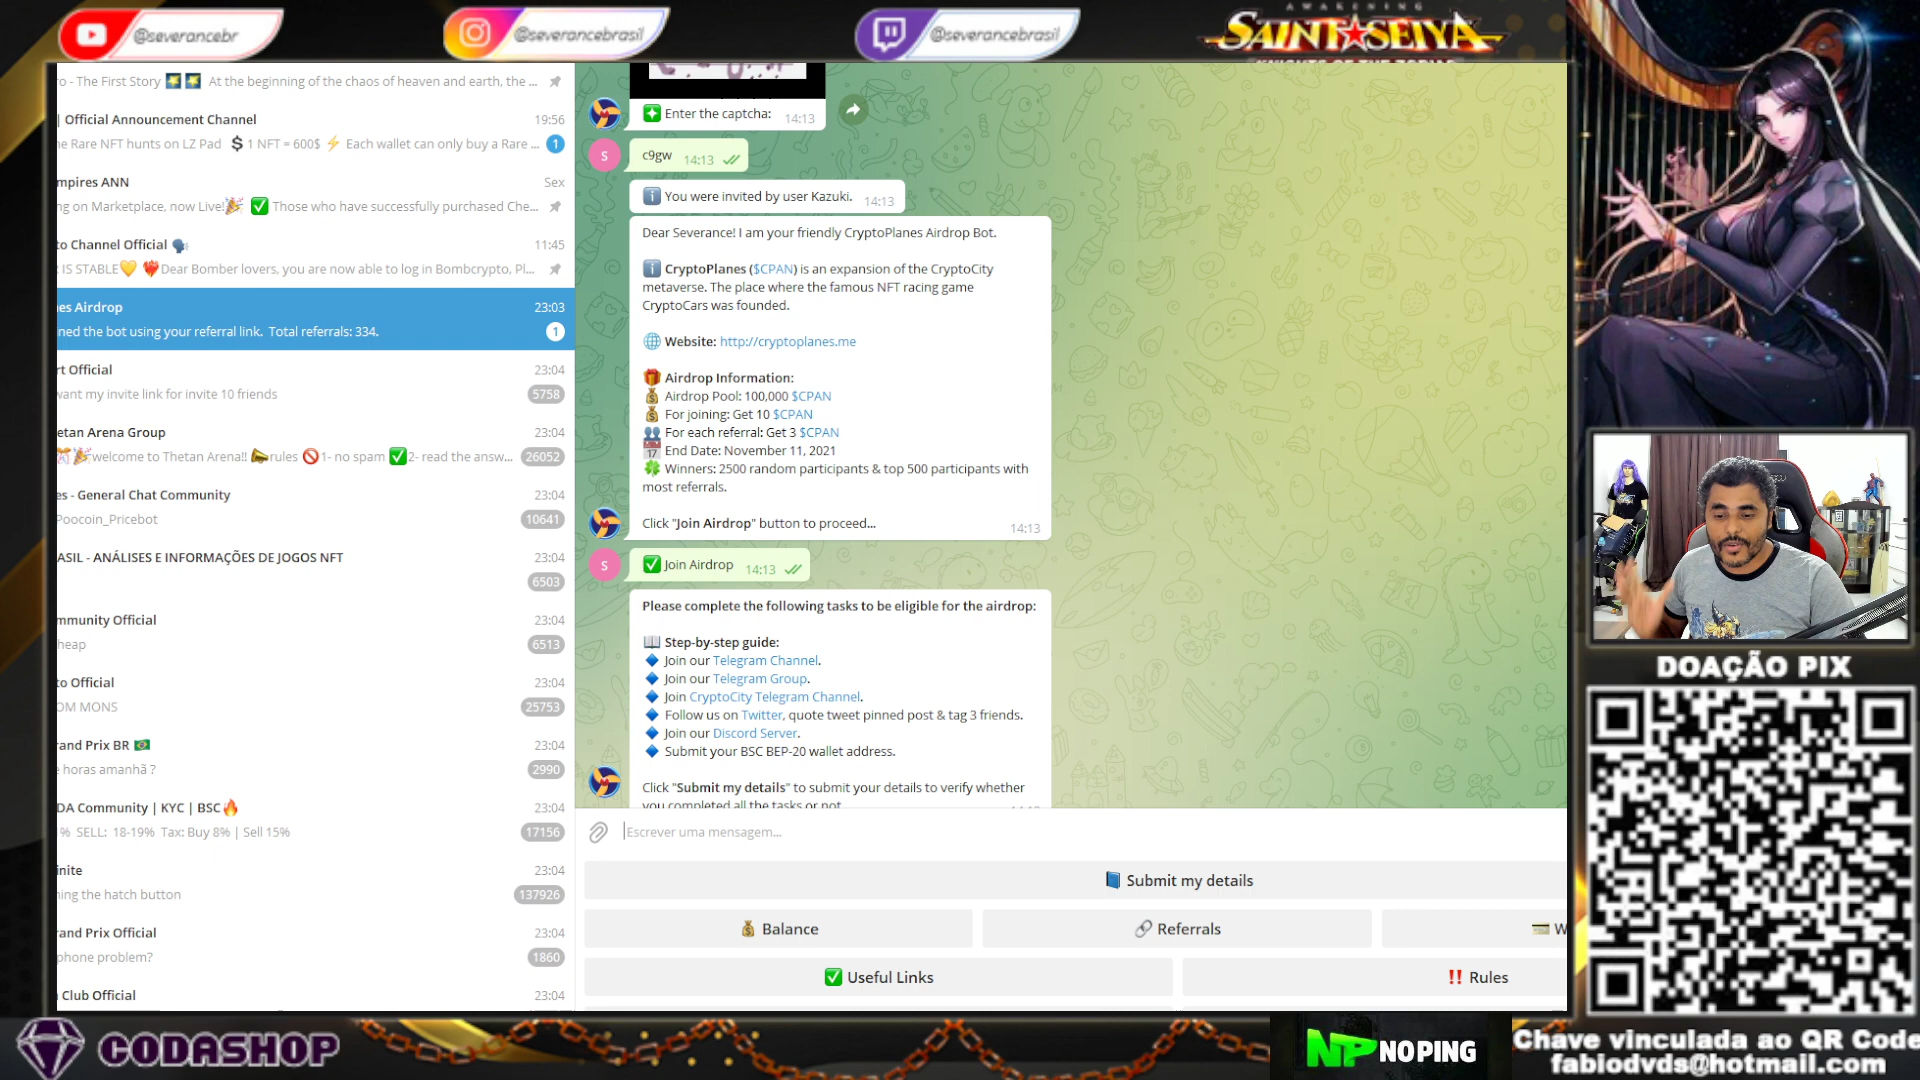 @severancebr
@severancebrasil
@severancebrasil
AWAKENING
SAINT SEIYA
ro - The First Story At the beginning of the chaos of heaven and earth, the ...
| Official Announcement Channel 19:56
ne Rare NFT hunts on LZ Pad $ 1 NFT = 600$ ⚡ Each wallet can only buy a Rare ... 1
mpires ANN Sex
ng on Marketplace, now Live!🎉 ✅ Those who have successfully purchased Che...
to Channel Official 🗣 11:45
R IS STABLE💛 ❤️‍🔥Dear Bomber lovers, you are now able to log in Bombcrypto, Pl...
es Airdrop 23:03
ned the bot using your referral link. Total referrals: 334. 1
rt Official 23:04
want my invite link for invite 10 friends 5758
etan Arena Group 23:04
welcome to Thetan Arena!! 📣rules 🚫1- no spam ✅2- read the answ... 26052
es - General Chat Community 23:04
Poocoin_Pricebot 10641
ASIL - ANÁLISES E INFORMAÇÕES DE JOGOS NFT 23:04
6503
mmunity Official 23:04
heap 6513
to Official 23:04
OM MONS 25753
rand Prix BR 🇧🇷 23:04
e horas amanhã ? 2990
DA Community | KYC | BSC🔥 23:04
% SELL: 18-19% Tax: Buy 8% | Sell 15% 17156
inite 23:04
ning the hatch button 137926
rand Prix Official 23:04
phone problem? 1860
Club Official 23:04
Enter the captcha: 14:13
S
c9gw 14:13
You were invited by user Kazuki. 14:13
Dear Severance! I am your friendly CryptoPlanes Airdrop Bot.
CryptoPlanes ($CPAN) is an expansion of the CryptoCity
metaverse. The place where the famous NFT racing game
CryptoCars was founded.
Website: http://cryptoplanes.me
Airdrop Information:
Airdrop Pool: 100,000 $CPAN
For joining: Get 10 $CPAN
For each referral: Get 3 $CPAN
End Date: November 11, 2021
Winners: 2500 random participants & top 500 participants with
most referrals.
Click "Join Airdrop" button to proceed... 14:13
S
Join Airdrop 14:13
Please complete the following tasks to be eligible for the airdrop:
Step-by-step guide:
Join our Telegram Channel.
Join our Telegram Group.
Join CryptoCity Telegram Channel.
Follow us on Twitter, quote tweet pinned post & tag 3 friends.
Join our Discord Server.
Submit your BSC BEP-20 wallet address.
Click "Submit my details" to submit your details to verify whether
you completed all the tasks or not
Escrever uma mensagem...
Submit my details
Balance
Referrals
W
Useful Links
Rules
DOAÇÃO PIX
CODASHOP
NP NOPING
Chave vinculada ao QR Code
fabiodvds@hotmail.com